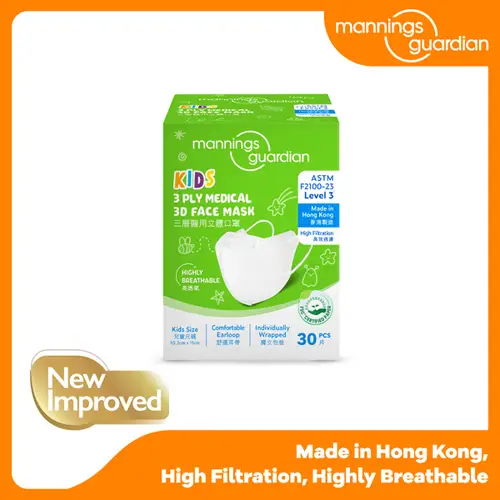 mannings
guardian
mannings
guardian
KIDS
3 PLY MEDICAL
3D FACE MASK
三層醫用立體口罩
ASTM
F2100-23
Level 3
Made in
Hong Kong
香港製造
High Filtration
高效過濾
HIGHLY
BREATHABLE
高透氣
Kids Size
兒童尺碼
Comfortable
Earloop
舒適耳帶
Individually
Wrapped
獨立包裝
30 PCS
片
New
Improved
Made in Hong Kong,
High Filtration, Highly Breathable